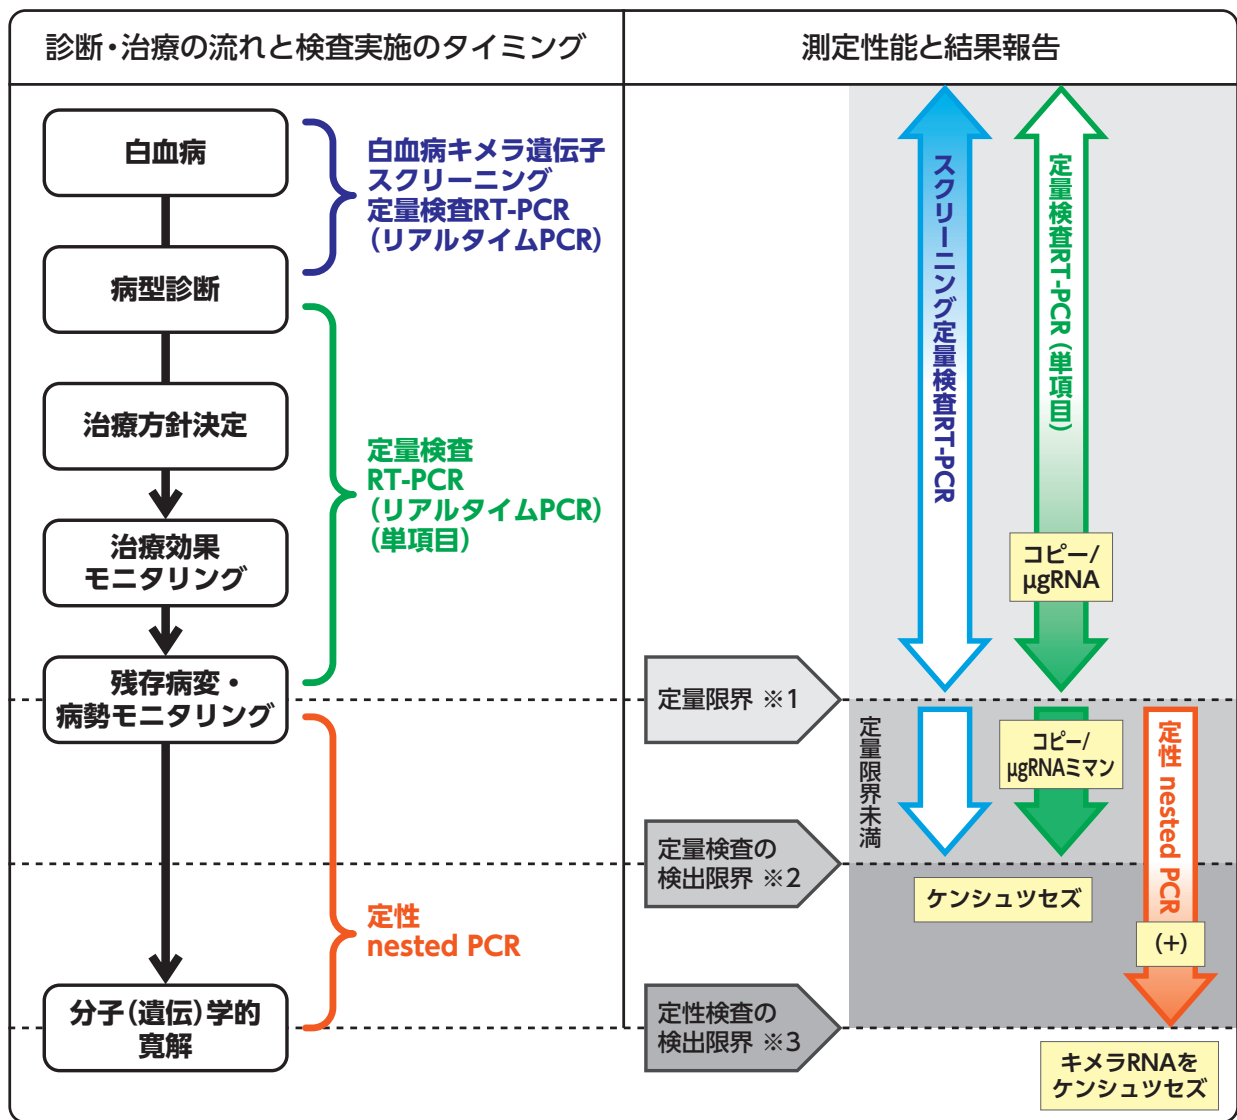 診断・治療の流れと検査実施のタイミング
白血病
病型診断
治療方針決定
治療効果
モニタリング
残存病変・
病勢モニタリング
分子(遺伝)学的
寛解
白血病キメラ遺伝子
スクリーニング
定量検査RT-PCR
(リアルタイムPCR)
定量検査
RT-PCR
(リアルタイムPCR)
(単項目)
定性
nested PCR
測定性能と結果報告
スクリーニング定量検査RT-PCR
定量検査RT-PCR(単項目)
コピー/
μgRNA
定量限界 ※1
定量限界未満
コピー/
μgRNAミマン
定性 nested PCR
定量検査の
検出限界 ※2
ケンシュツセズ
(+)
定性検査の
検出限界 ※3
キメラRNAを
ケンシュツセズ